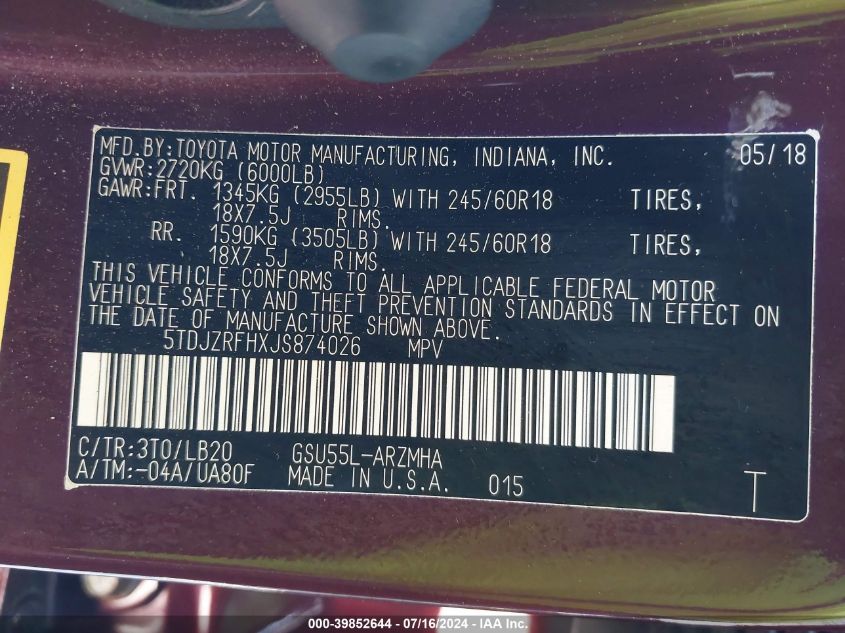 MFD.BY:TOYOTA MOTOR MANUFACTURING, INDIANA, INC. 05/18
GVWR:2720KG (6000LB)
GAWR:FRT. 1345KG (2955LB) WITH 245/60R18 TIRES,
18X7.5J RIMS.
RR. 1590KG (3505LB) WITH 245/60R18 TIRES,
18X7.5J RIMS.
THIS VEHICLE CONFORMS TO ALL APPLICABLE FEDERAL MOTOR
VEHICLE SAFETY AND THEFT PREVENTION STANDARDS IN EFFECT ON
THE DATE OF MANUFACTURE SHOWN ABOVE.
5TDJZRFHXJS874026 MPV
C/TR:3T0/LB20 GSU55L-ARZMHA
A/TM:-04A/UA80F MADE IN U.S.A. 015 T
000-39852644 - 07/16/2024 - IAA Inc.